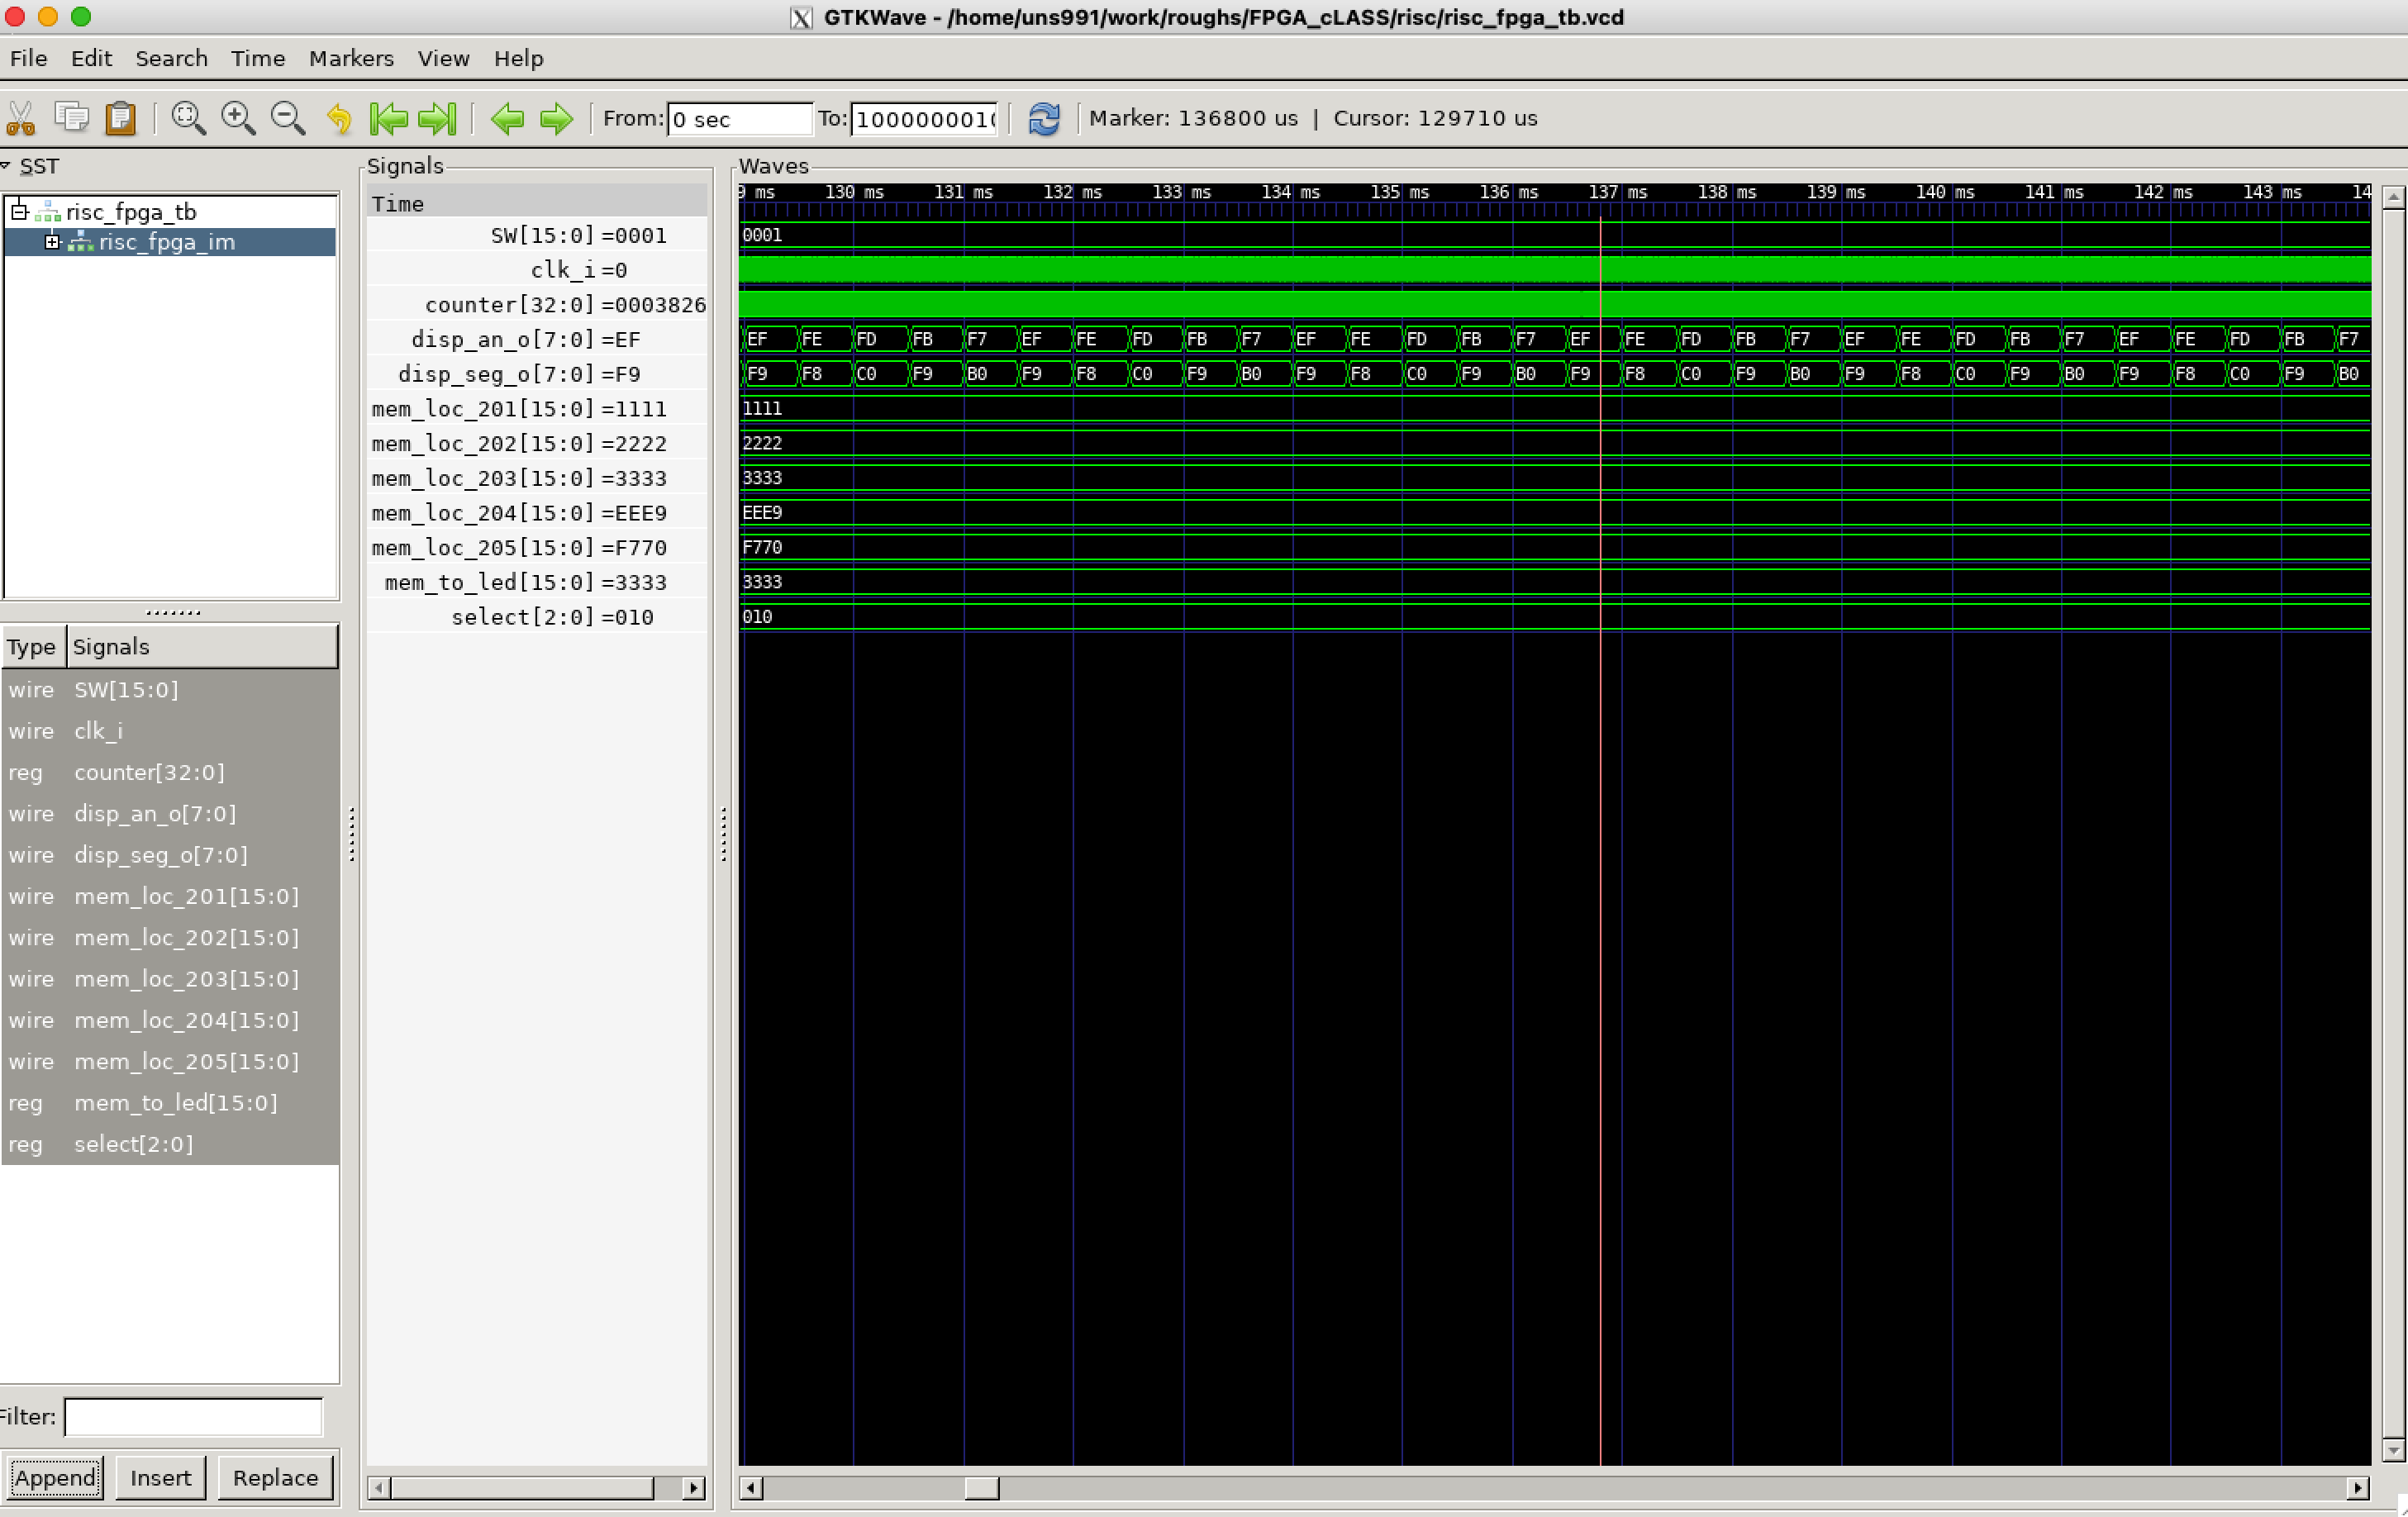 GTKWave - /home/uns991/work/roughs/FPGA_cLASS/risc/risc_fpga_tb.vcd
File Edit Search Time Markers View Help
From: 0 sec To: 1000000001 Marker: 136800 us | Cursor: 129710 us
SST
risc_fpga_tb
risc_fpga_im
Type Signals
wire SW[15:0]
wire clk_i
reg counter[32:0]
wire disp_an_o[7:0]
wire disp_seg_o[7:0]
wire mem_loc_201[15:0]
wire mem_loc_202[15:0]
wire mem_loc_203[15:0]
wire mem_loc_204[15:0]
wire mem_loc_205[15:0]
reg mem_to_led[15:0]
reg select[2:0]
Filter:
Append Insert Replace
Signals
Time
SW[15:0] =0001
clk_i =0
counter[32:0] =0003826
disp_an_o[7:0] =EF
disp_seg_o[7:0] =F9
mem_loc_201[15:0] =1111
mem_loc_202[15:0] =2222
mem_loc_203[15:0] =3333
mem_loc_204[15:0] =EEE9
mem_loc_205[15:0] =F770
mem_to_led[15:0] =3333
select[2:0] =010
Waves
9 ms 130 ms 131 ms 132 ms 133 ms 134 ms 135 ms 136 ms 137 ms 138 ms 139 ms 140 ms 141 ms 142 ms 143 ms 14
0001
EF FE FD FB F7 EF FE FD FB F7 EF FE FD FB F7 EF FE FD FB F7 EF FE FD FB F7 EF FE FD FB F7
F9 F8 C0 F9 B0 F9 F8 C0 F9 B0 F9 F8 C0 F9 B0 F9 F8 C0 F9 B0 F9 F8 C0 F9 B0 F9 F8 C0 F9 B0
1111
2222
3333
EEE9
F770
3333
010